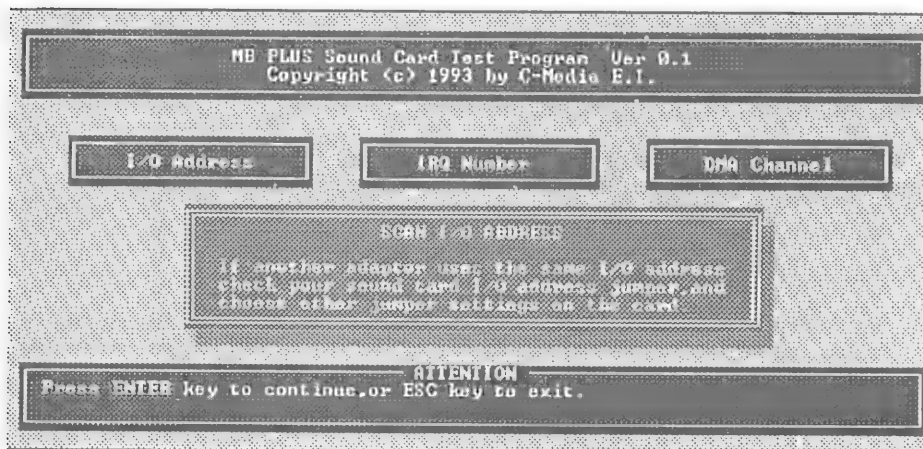 MB PLUS Sound Card Test Program Ver 0.1
Copyright (c) 1993 by C-Media E.I.
I/O Address
IRQ Number
DMA Channel
SCAN I/O ADDRESS
If another adaptor use, the same I/O address
check your sound card I/O address jumper,and
choose other jumper settings on the card
ATTENTION
Press ENTER key to continue,or ESC key to exit.